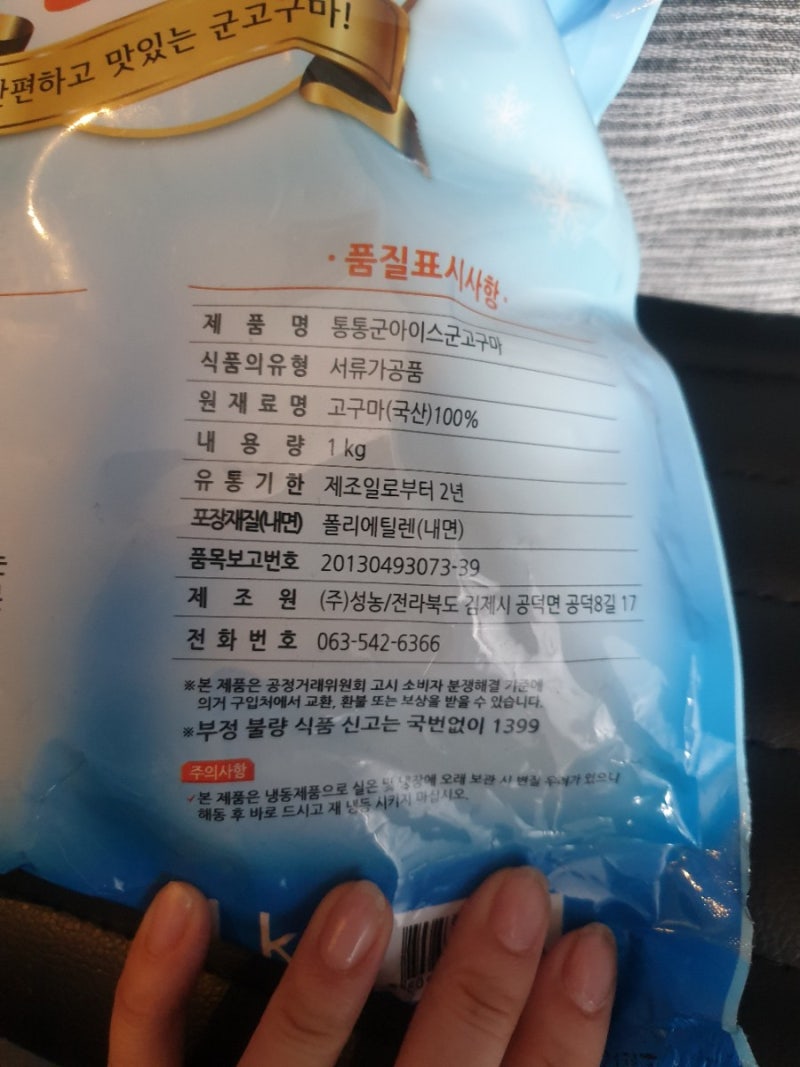 편하고 맛있는 군고구마!
· 품질표시사항 ·
제 품 명 통통군아이스군고구마
식품의유형 서류가공품
원 재 료 명 고구마(국산)100%
내 용 량 1 kg
유 통 기 한 제조일로부터 2년
포장재질(내면) 폴리에틸렌(내면)
품목보고번호 20130493073-39
제 조 원 (주)성농/전라북도 김제시 공덕면 공덕8길 17
전 화 번 호 063-542-6366
※본 제품은 공정거래위원회 고시 소비자 분쟁해결 기준에
의거 구입처에서 교환, 환불 또는 보상을 받을 수 있습니다.
※부정 불량 식품 신고는 국번없이 1399
주의사항
✓본 제품은 냉동제품으로 실온 및 냉장에 오래 보관 시 변질 우려가 있으니
해동 후 바로 드시고 재 냉동 시키지 마십시오.
k